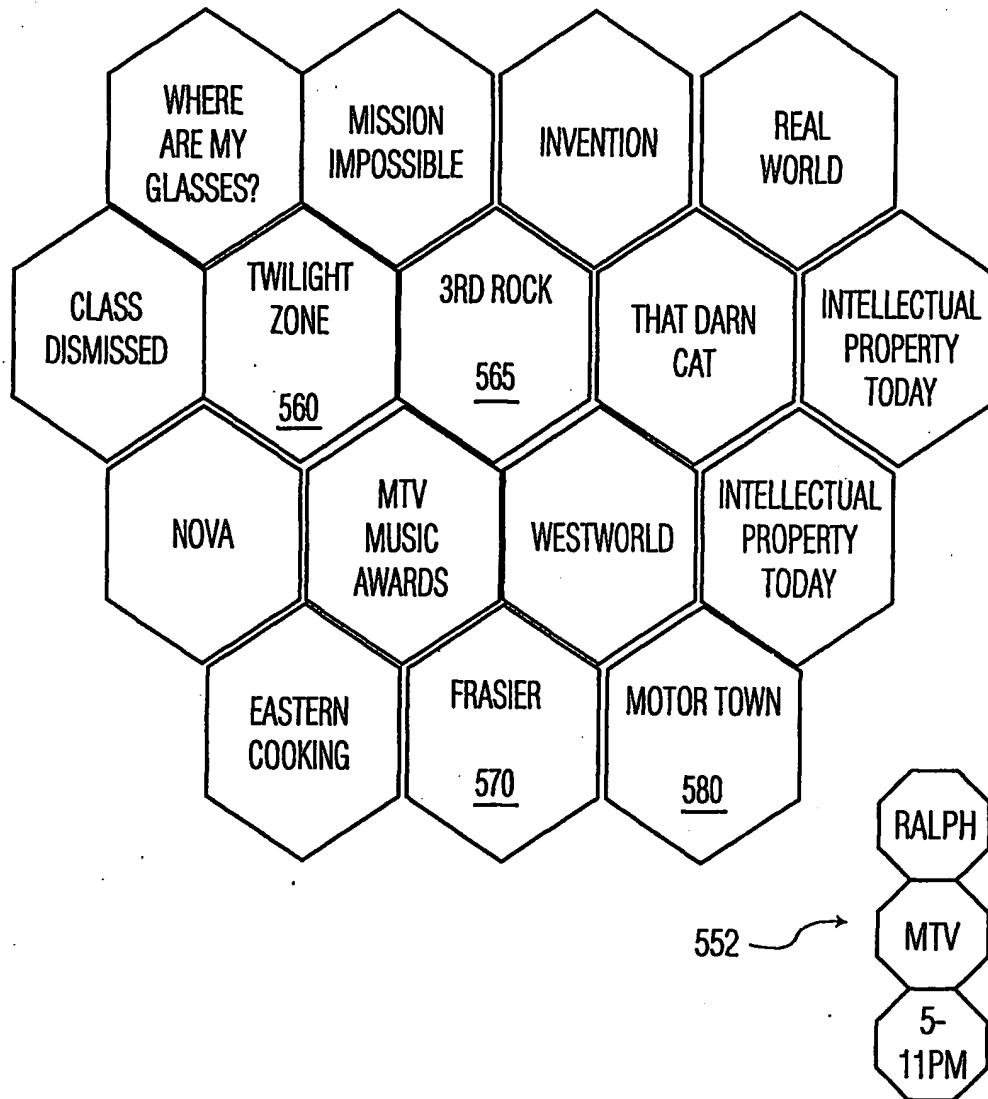 WHERE
ARE MY
GLASSES?
MISSION
IMPOSSIBLE
INVENTION
REAL
WORLD
CLASS
DISMISSED
TWILIGHT
ZONE
560
3RD ROCK
565
THAT DARN
CAT
INTELLECTUAL
PROPERTY
TODAY
NOVA
MTV
MUSIC
AWARDS
WESTWORLD
INTELLECTUAL
PROPERTY
TODAY
EASTERN
COOKING
FRASIER
570
MOTOR TOWN
580
552
RALPH
MTV
5-
11PM